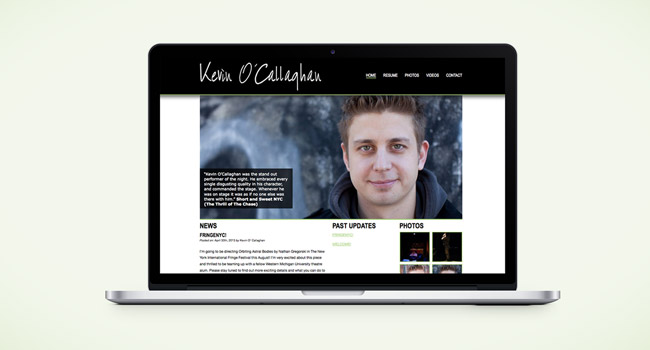 Kevin O'Callaghan
HOME RESUME PHOTOS VIDEOS CONTACT
"Kevin O'Callaghan was the stand out
performer of the night. He embraced every
single disgusting quality in his character,
and commanded the stage. Whenever he
was on stage it was as if no one else was
there with him." Short and Sweet NYC
(The Thrill of The Chase)
NEWS
FRINGENYC!
Posted on: April 30th, 2013 by Kevin O' Callaghan
I'm going to be directing Orbiting Astral Bodies by Nathan Gregorski in The New
York International Fringe Festival this August! I'm very excited about this piece
and thrilled to be teaming up with a fellow Western Michigan University theatre
alum. Please stay tuned to find out more exciting details and what you can do to
PAST UPDATES
FRINGENYC!
WELCOME!
PHOTOS